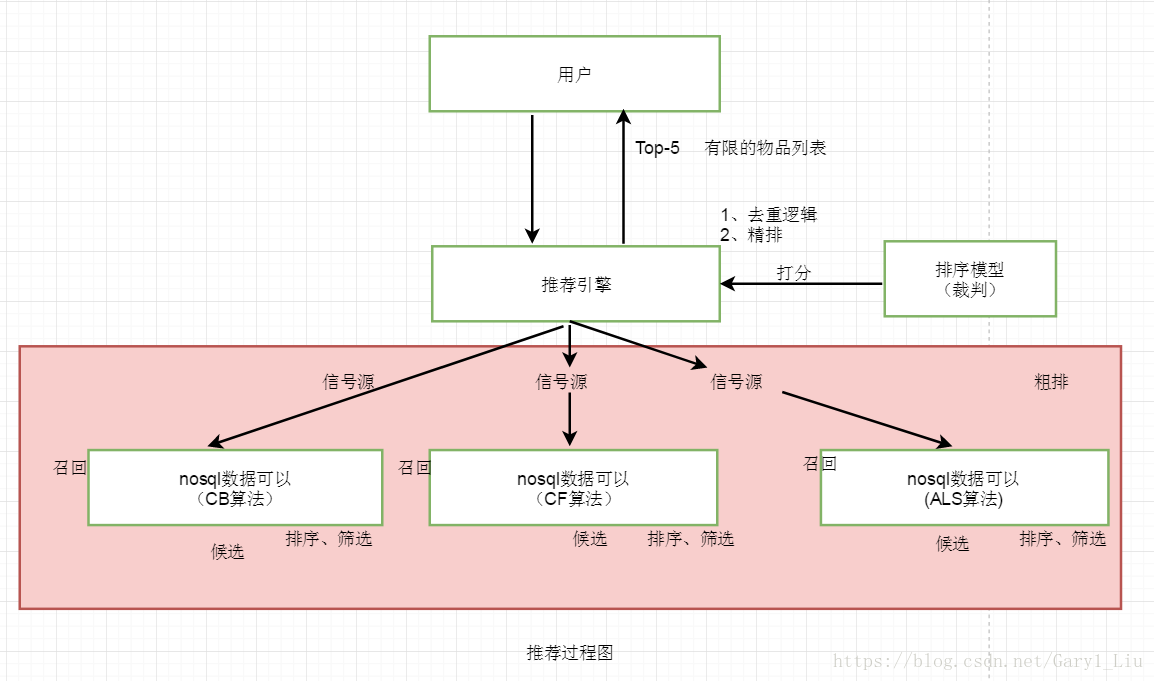 用户
Top-5 有限的物品列表
1、去重逻辑
2、精排
推荐引擎
打分
排序模型
（裁判）
信号源
信号源
信号源
粗排
召回
nosql数据可以
（CB算法）
候选
排序、筛选
召回
nosql数据可以
（CF算法）
候选
排序、筛选
召回
nosql数据可以
(ALS算法)
候选
排序、筛选
推荐过程图
https://blog.csdn.net/Gary1_Liu